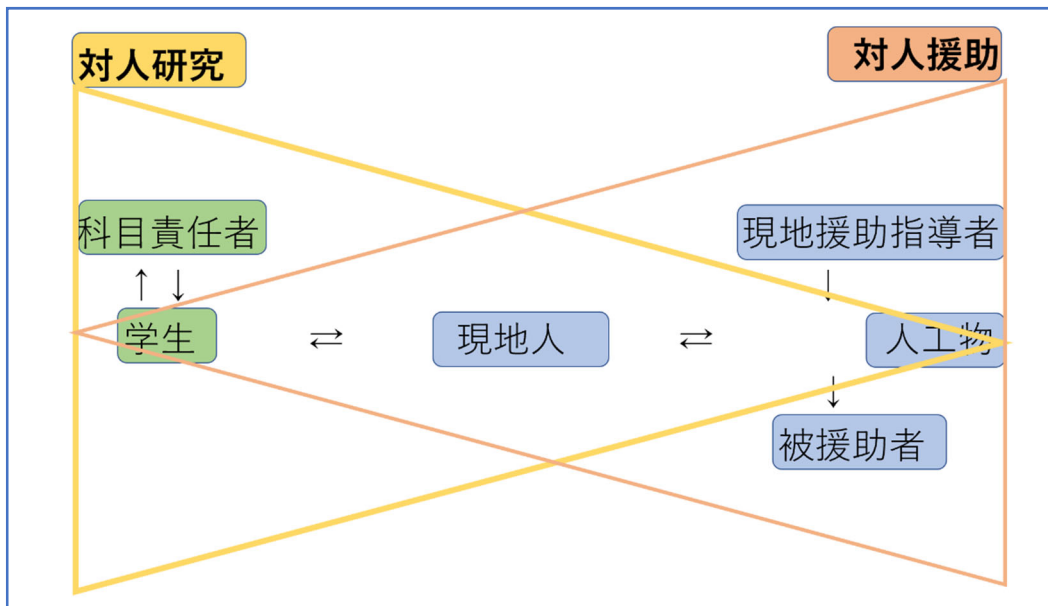 対人研究
対人援助
科目責任者
現地援助指導者
↑ ↓
↓
学生
⇄
現地人
⇄
人工物
↓
被援助者